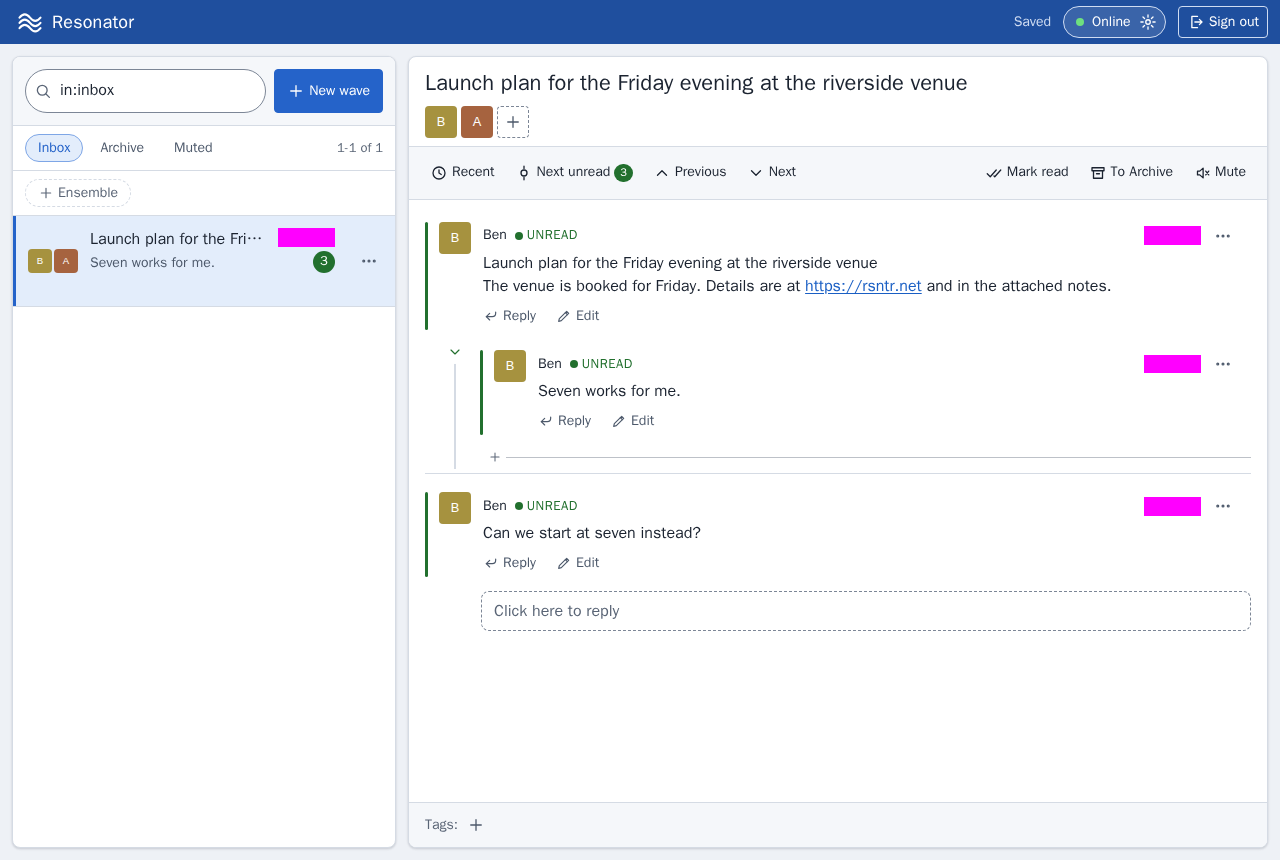 Resonator
Saved
Online
Sign out
in:inbox
New wave
Inbox
Archive
Muted
1-1 of 1
Ensemble
B
A
Launch plan for the Fri···
Seven works for me.
3
Launch plan for the Friday evening at the riverside venue
B
A
Recent
Next unread 3
Previous
Next
Mark read
To Archive
Mute
B
Ben
UNREAD
Launch plan for the Friday evening at the riverside venue
The venue is booked for Friday. Details are at https://rsntr.net and in the attached notes.
Reply
Edit
B
Ben
UNREAD
Seven works for me.
Reply
Edit
B
Ben
UNREAD
Can we start at seven instead?
Reply
Edit
Click here to reply
Tags: